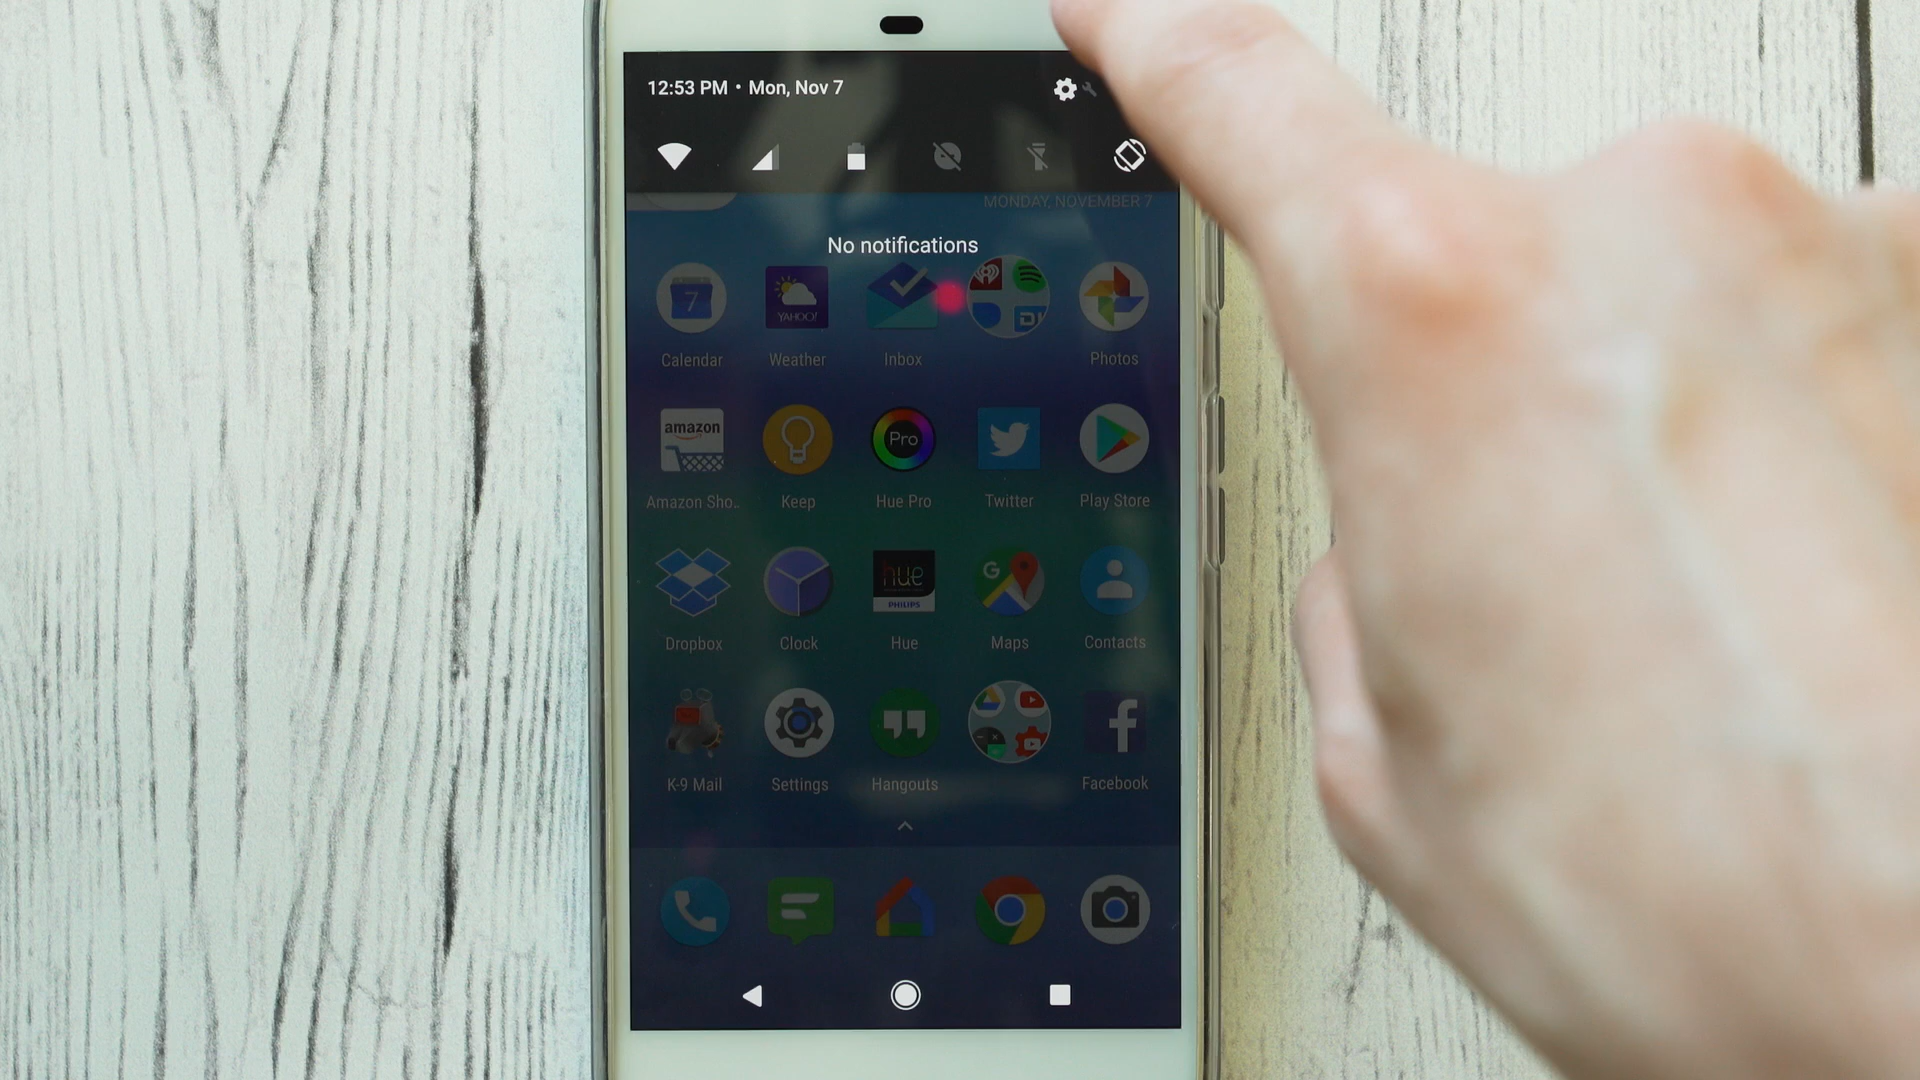 12:53 PM • Mon, Nov 7
MONDAY, NOVEMBER 7
No notifications
7
YAHOO!
Calendar
Weather
Inbox
Photos
amazon
Pro
Amazon Sho..
Keep
Hue Pro
Twitter
Play Store
hue
PHILIPS
G
Dropbox
Clock
Hue
Maps
Contacts
f
K-9 Mail
Settings
Hangouts
Facebook